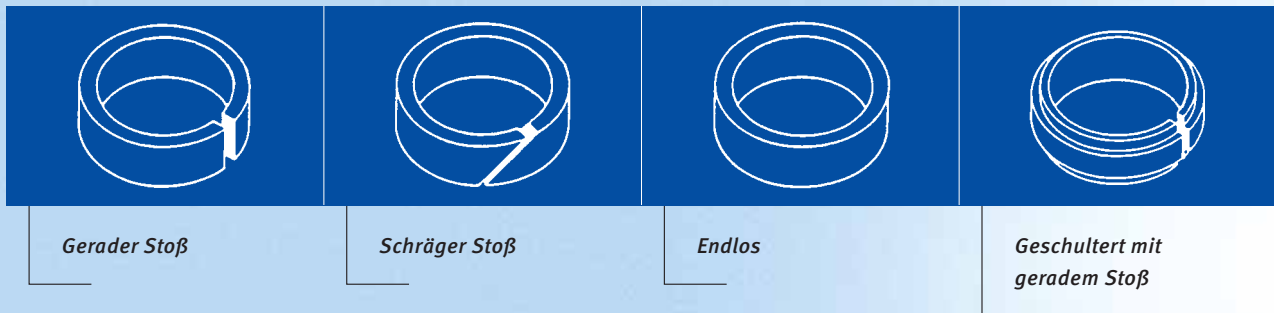 Gerader Stoß
Schräger Stoß
Endlos
Geschultert mit
geradem Stoß